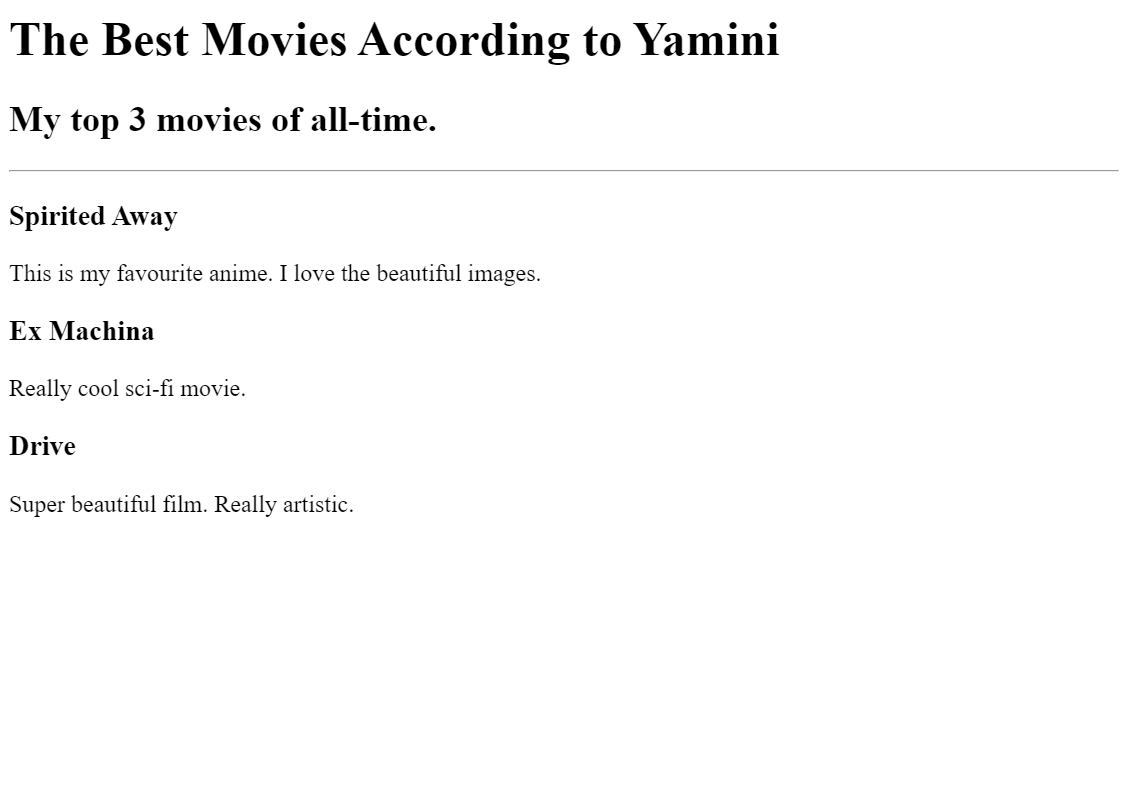 The Best Movies According to Yamini
My top 3 movies of all-time.
Spirited Away
This is my favourite anime. I love the beautiful images.
Ex Machina
Really cool sci-fi movie.
Drive
Super beautiful film. Really artistic.